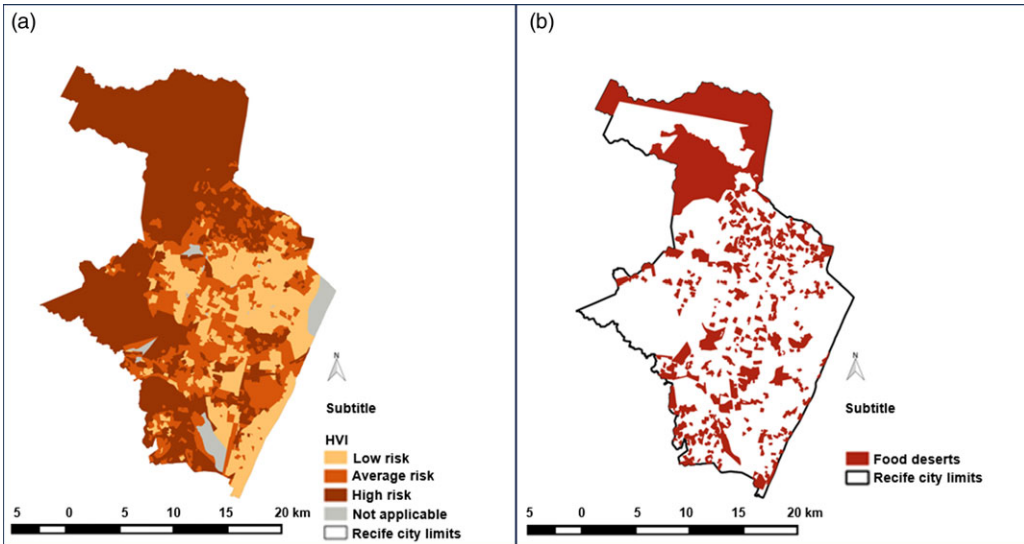 (a)
N
Subtitle
HVI
Low risk
Average risk
High risk
Not applicable
Recife city limits
5 0 5 10 15 20 km
(b)
N
Subtitle
Food deserts
Recife city limits
5 0 5 10 15 20 km